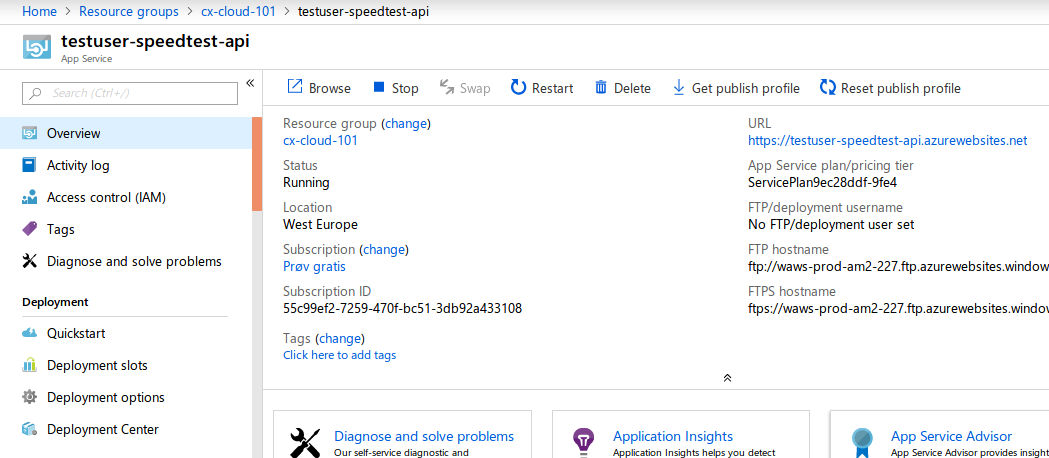 Home > Resource groups > cx-cloud-101 > testuser-speedtest-api
testuser-speedtest-api
App Service
Search (Ctrl+/)
«
Overview
Activity log
Access control (IAM)
Tags
Diagnose and solve problems
Deployment
Quickstart
Deployment slots
Deployment options
Deployment Center
Browse Stop Swap Restart Delete Get publish profile Reset publish profile
Resource group (change)
cx-cloud-101
Status
Running
Location
West Europe
Subscription (change)
Prøv gratis
Subscription ID
55c99ef2-7259-470f-bc51-3db92a433108
Tags (change)
Click here to add tags
URL
https://testuser-speedtest-api.azurewebsites.net
App Service plan/pricing tier
ServicePlan9ec28ddf-9fe4
FTP/deployment username
No FTP/deployment user set
FTP hostname
ftp://waws-prod-am2-227.ftp.azurewebsites.window
FTPS hostname
ftps://waws-prod-am2-227.ftp.azurewebsites.window
Diagnose and solve problems
Our self-service diagnostic and
Application Insights
Application Insights helps you detect
App Service Advisor
App Service Advisor provides insight